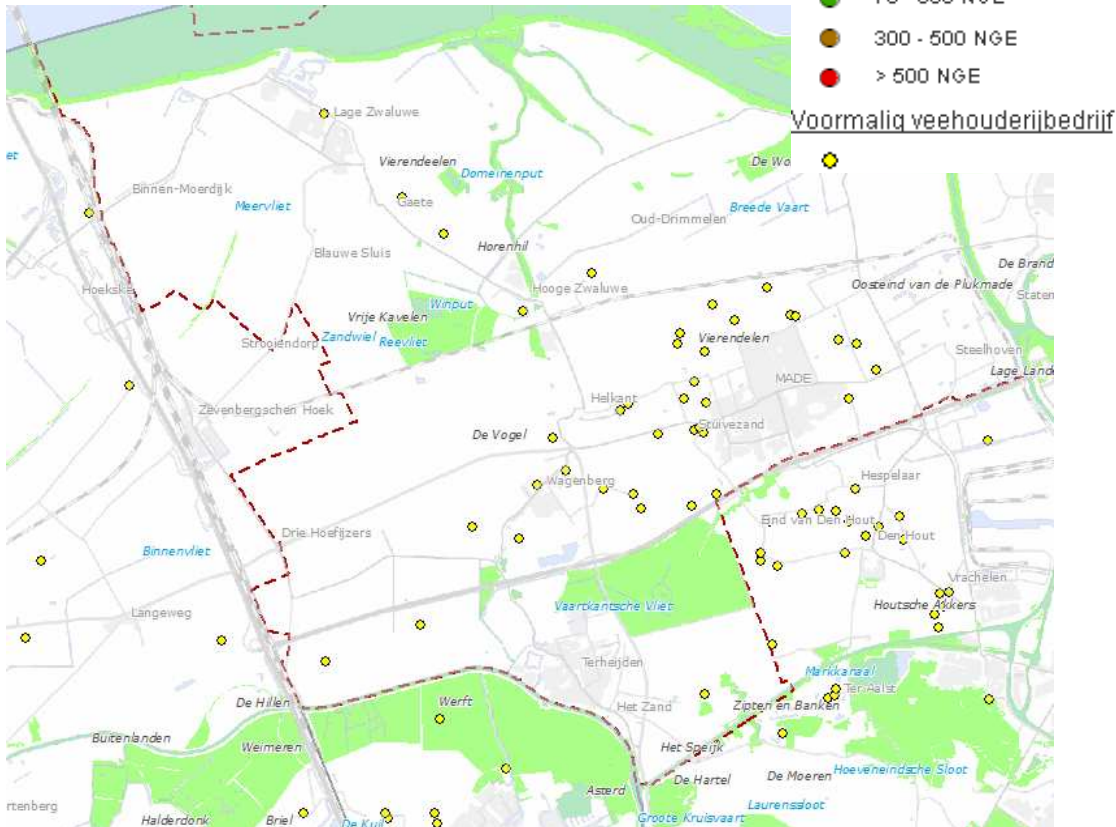 300 - 500 NGE
> 500 NGE
Voormalig veehouderijbedrijf
Lage Zwaluwe
Vierendeelen
De Wo
Domeinenput
Binnen-Moerdijk
Gaete
Meervliet
Oud-Drimmelen
Breede Vaart
Horenhil
Blauwe Sluis
De Brand
Hoekske
Hooge Zwaluwe
Oosteind van de Plukmade
Staten
Winput
Vrije Kavelen
Strooiendorp
Zandwiel
Reevliet
Vierendelen
Steelhoven
Lage Lande
MADE
Helkant
Zevenbergschen Hoek
De Vogel
Stuivezand
Wagenberg
Hespelaar
Eind van Den Hout
Den Hout
Drie Hoefijzers
Binnenvliet
Vrachelen
Langeweg
Vaartkantsche Vliet
Houtsche Akkers
Terheijden
Markkanaal
Ter Aalst
De Hillen
Werft
Het Zand
Zipten en Banken
Buitenlanden
Weimeren
Het Speijk
De Hartel
De Moeren
Hoeveneindsche Sloot
Asterd
rtenberg
Halderdonk
Briel
De Kuil
Groote Kruisvaart
Laurenssloot